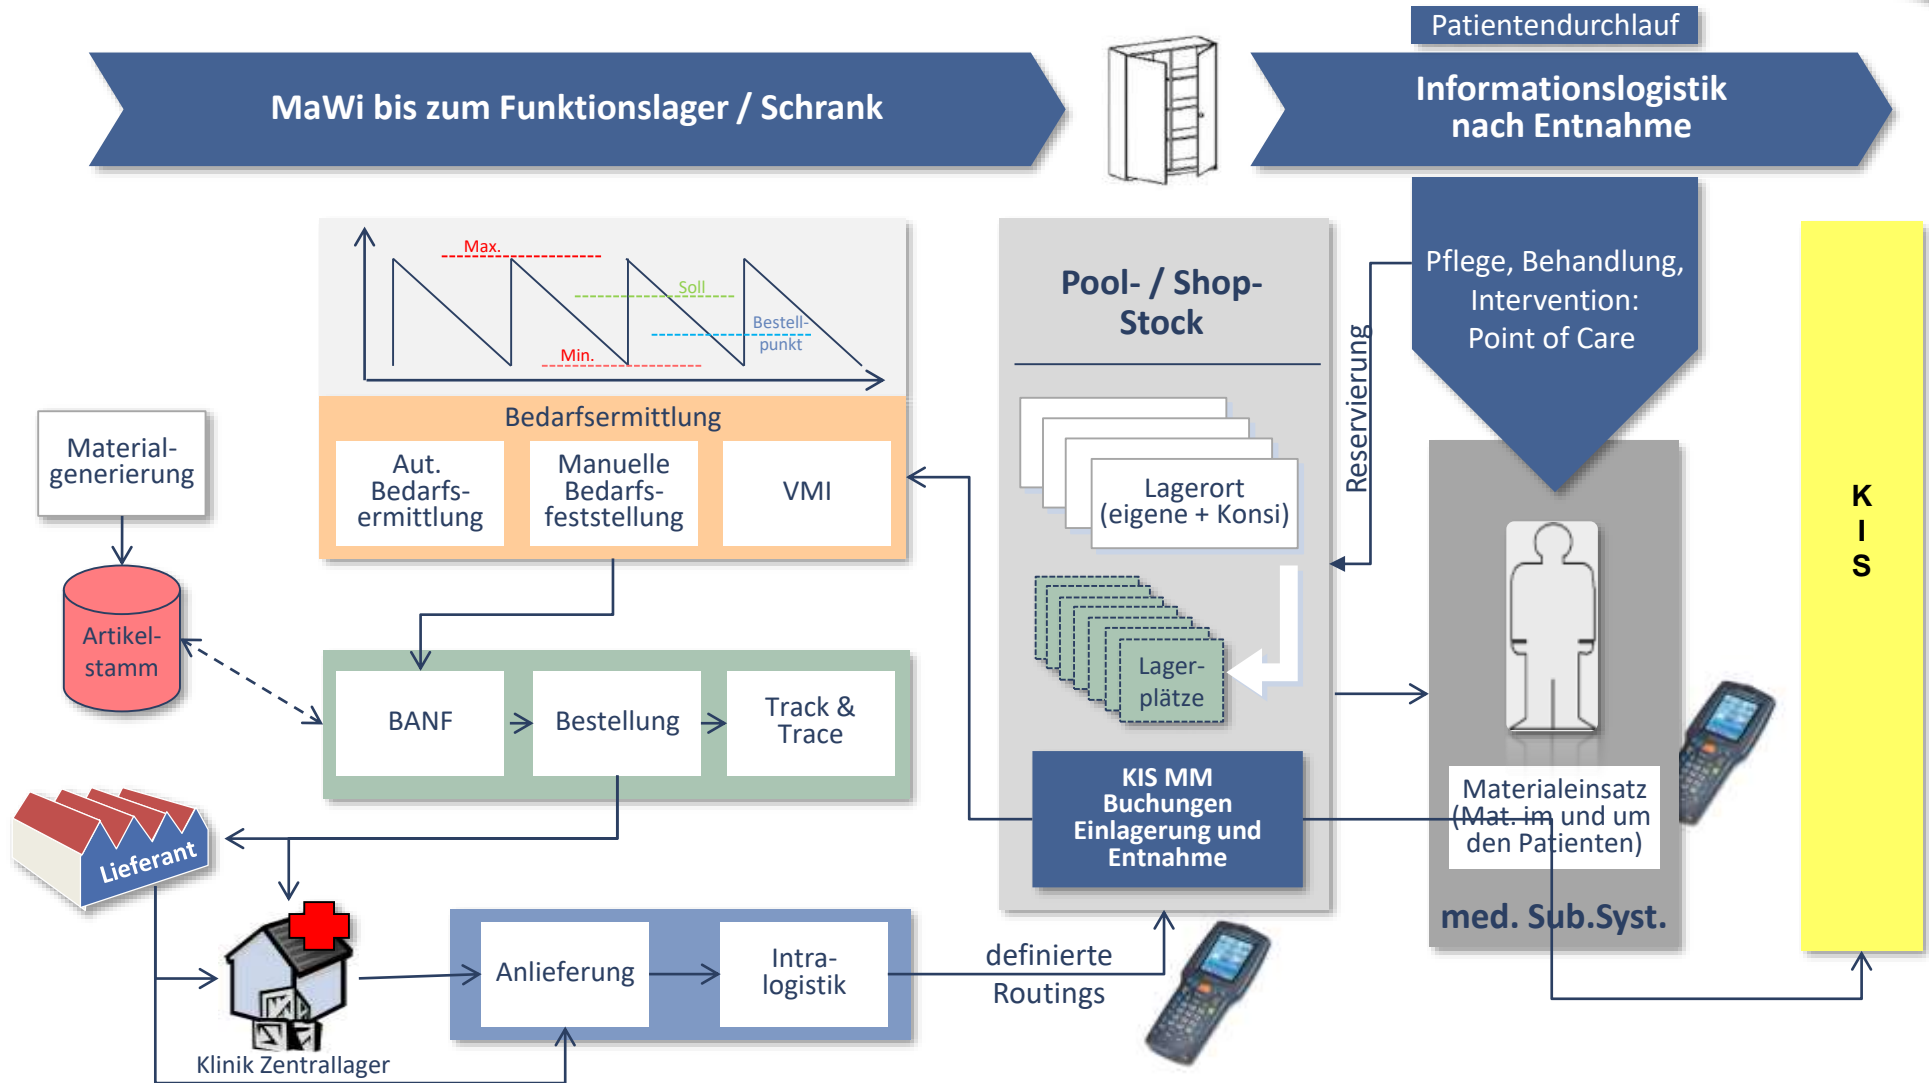 Patientendurchlauf
MaWi bis zum Funktionslager / Schrank
Informationslogistik
nach Entnahme
Max.
Soll
Bestell-
punkt
Min.
Bedarfsermittlung
Aut.
Bedarfs-
ermittlung
Manuelle
Bedarfs-
feststellung
VMI
Material-
generierung
Artikel-
stamm
BANF
Bestellung
Track &
Trace
Lieferant
Klinik Zentrallager
Anlieferung
Intra-
logistik
definierte
Routings
Pool- / Shop-
Stock
Lagerort
(eigene + Konsi)
Lager-
plätze
KIS MM
Buchungen
Einlagerung und
Entnahme
Reservierung
Pflege, Behandlung,
Intervention:
Point of Care
Materialeinsatz
(Mat. im und um
den Patienten)
med. Sub.Syst.
K
I
S